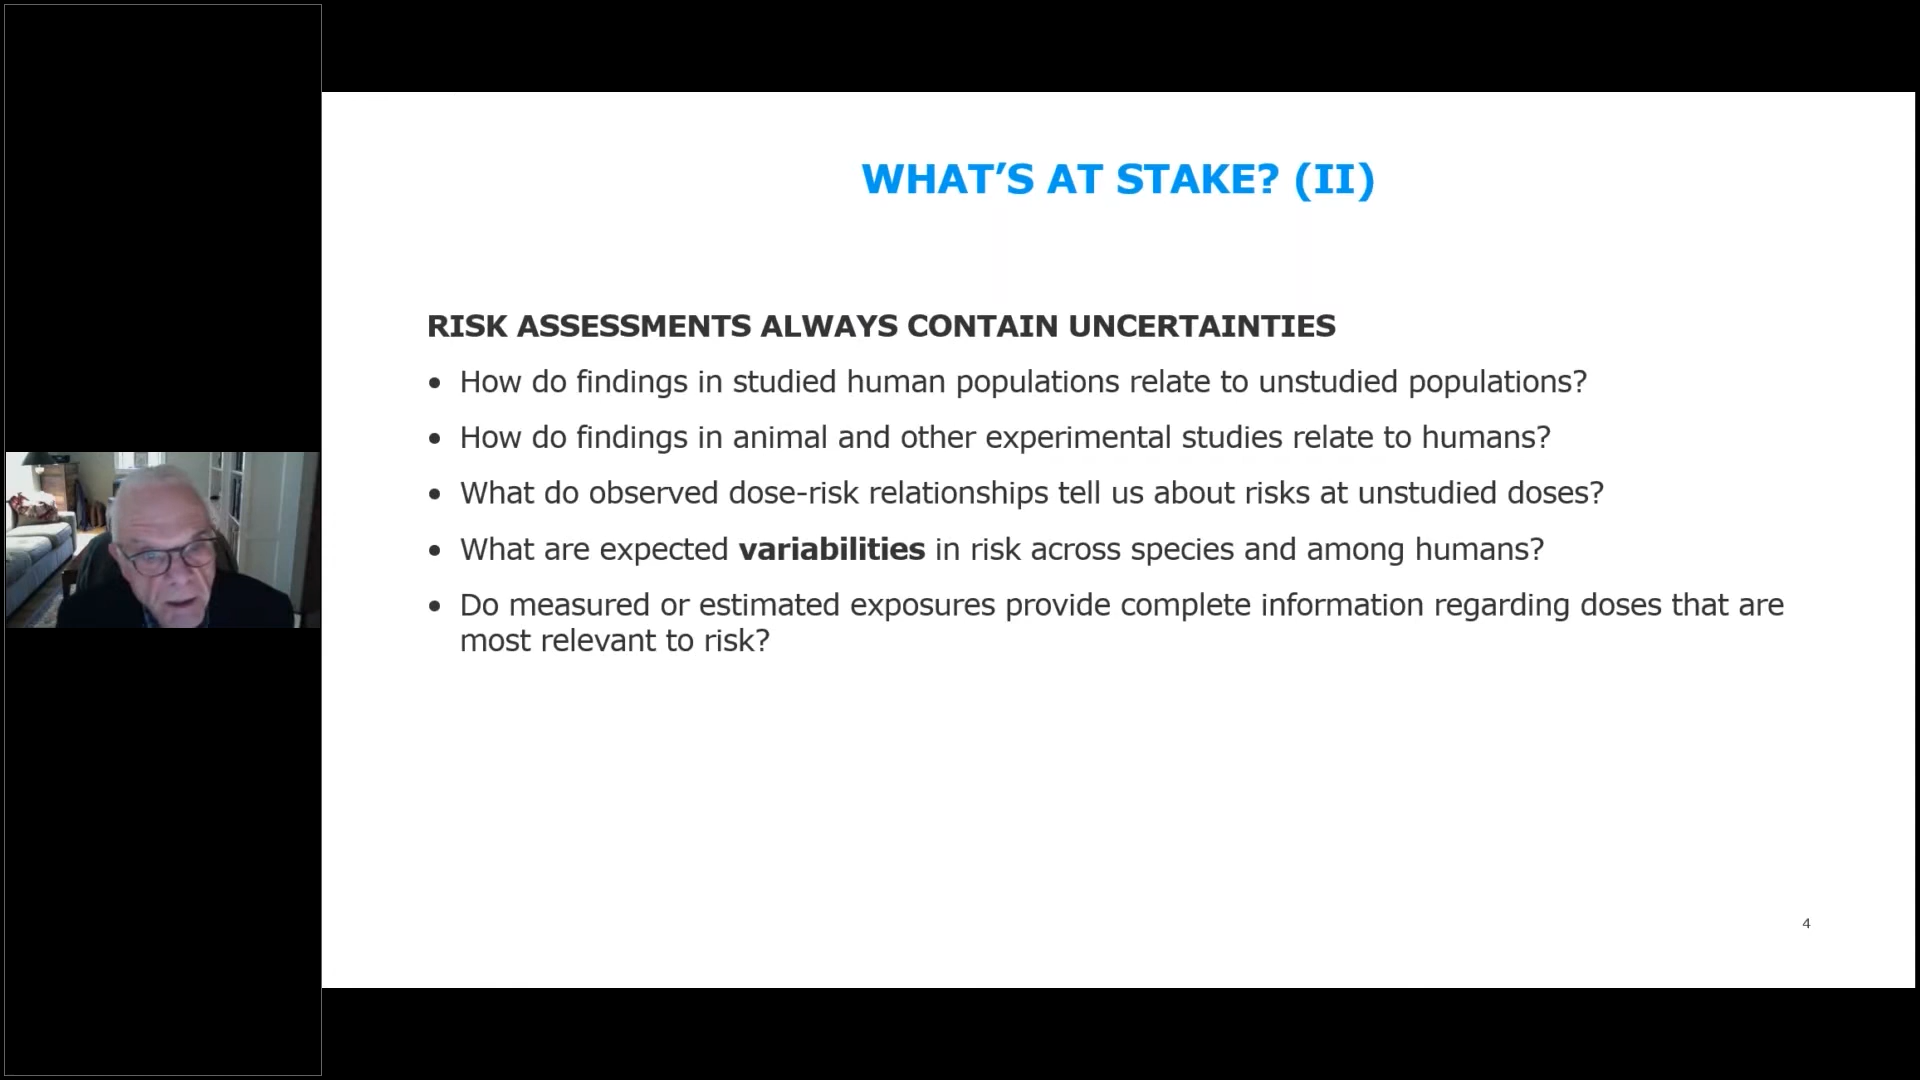 WHAT’S AT STAKE? (II)
RISK ASSESSMENTS ALWAYS CONTAIN UNCERTAINTIES
• How do findings in studied human populations relate to unstudied populations?
• How do findings in animal and other experimental studies relate to humans?
• What do observed dose-risk relationships tell us about risks at unstudied doses?
• What are expected variabilities in risk across species and among humans?
• Do measured or estimated exposures provide complete information regarding doses that are
most relevant to risk?
4